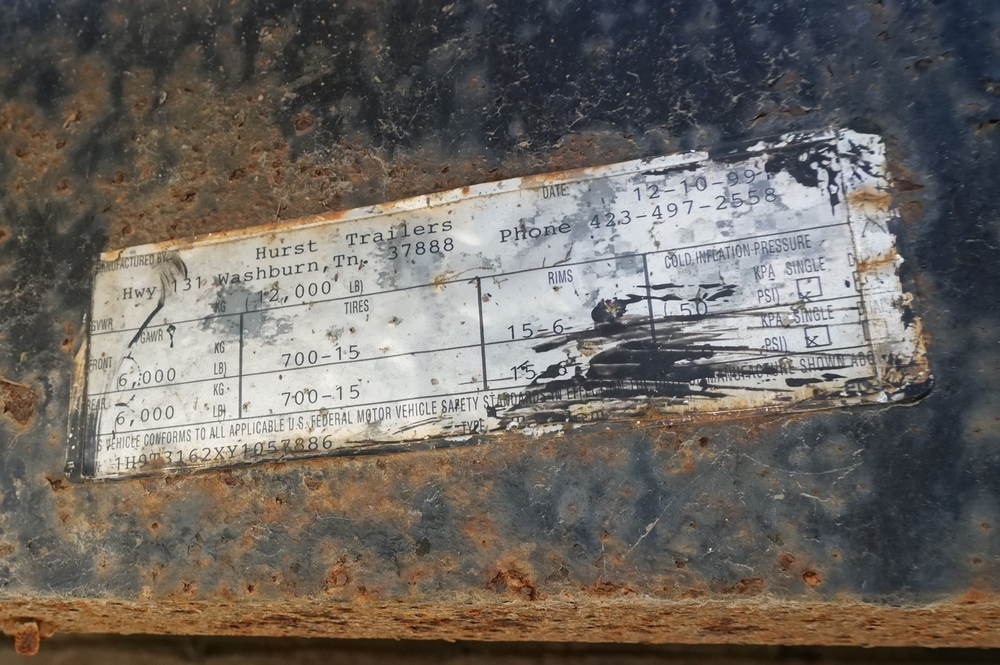 MANUFACTURED BY Hurst Trailers DATE: 12-10-99
Hwy 131 Washburn, Tn. 37888 Phone 423-497-2558
GVWR KG 12,000 LB)
GAWR TIRES RIMS COLD INFLATION PRESSURE
FRONT KG KPA SINGLE
6,000 LB) 700-15 15-6 50 PSI) x
REAR KG KPA SINGLE
6,000 LB) 700-15 15 PSI) x
VEHICLE CONFORMS TO ALL APPLICABLE U.S. FEDERAL MOTOR VEHICLE SAFETY STANDARDS IN MANUFACTURE SHOWN
1H9T3162XY1057886 TYPE